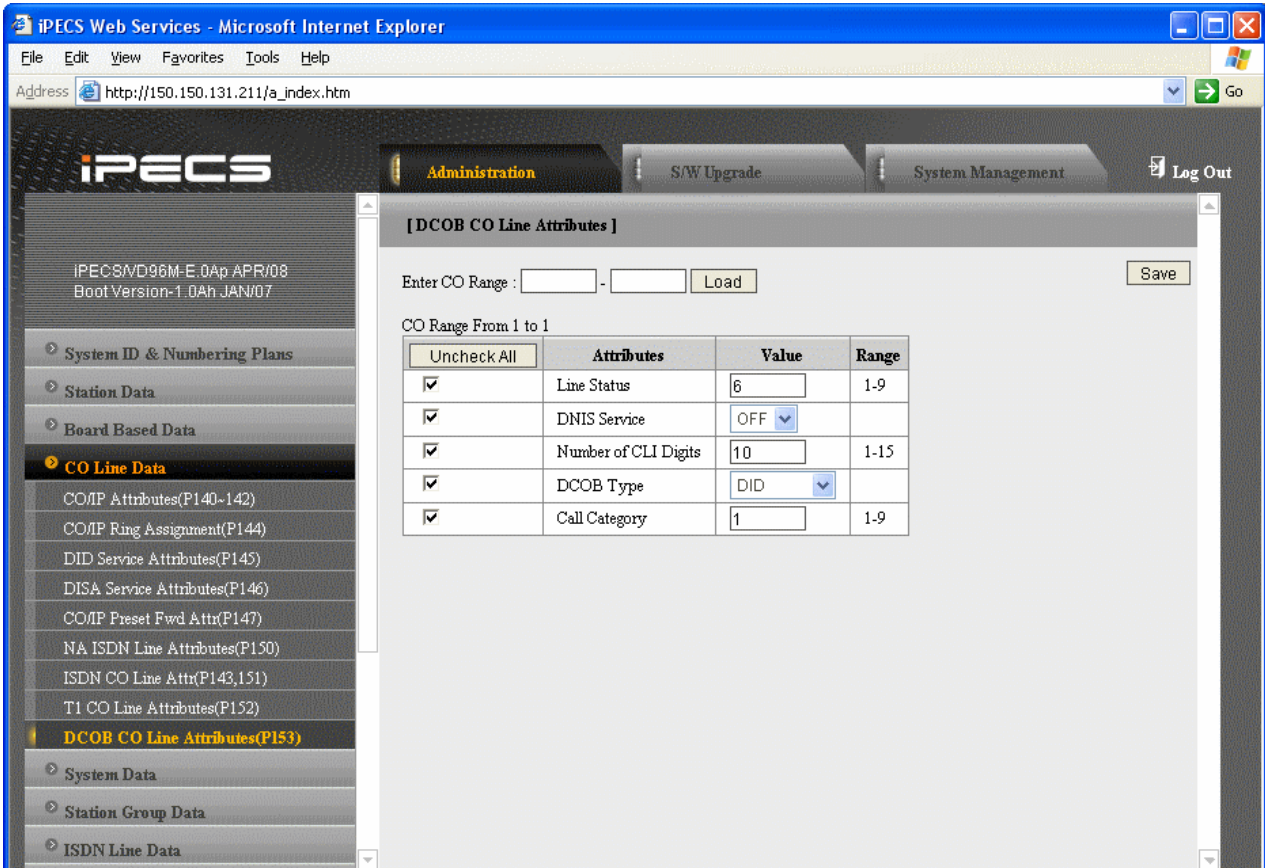 iPECS Web Services - Microsoft Internet Explorer
File Edit View Favorites Tools Help
Address http://150.150.131.211/a_index.htm Go
iPECS
Administration S/W Upgrade System Management Log Out
iPECS/VD96M-E.0Ap APR/08
Boot Version-1.0Ah JAN/07
System ID & Numbering Plans
Station Data
Board Based Data
CO Line Data
CO/IP Attributes(P140~142)
CO/IP Ring Assignment(P144)
DID Service Attributes(P145)
DISA Service Attributes(P146)
CO/IP Preset Fwd Attr(P147)
NA ISDN Line Attributes(P150)
ISDN CO Line Attr(P143,151)
T1 CO Line Attributes(P152)
DCOB CO Line Attributes(P153)
System Data
Station Group Data
ISDN Line Data
[ DCOB CO Line Attributes ]
Enter CO Range : - Load Save
CO Range From 1 to 1
Uncheck All Attributes Value Range
Line Status 6 1-9
DNIS Service OFF
Number of CLI Digits 10 1-15
DCOB Type DID
Call Category 1 1-9